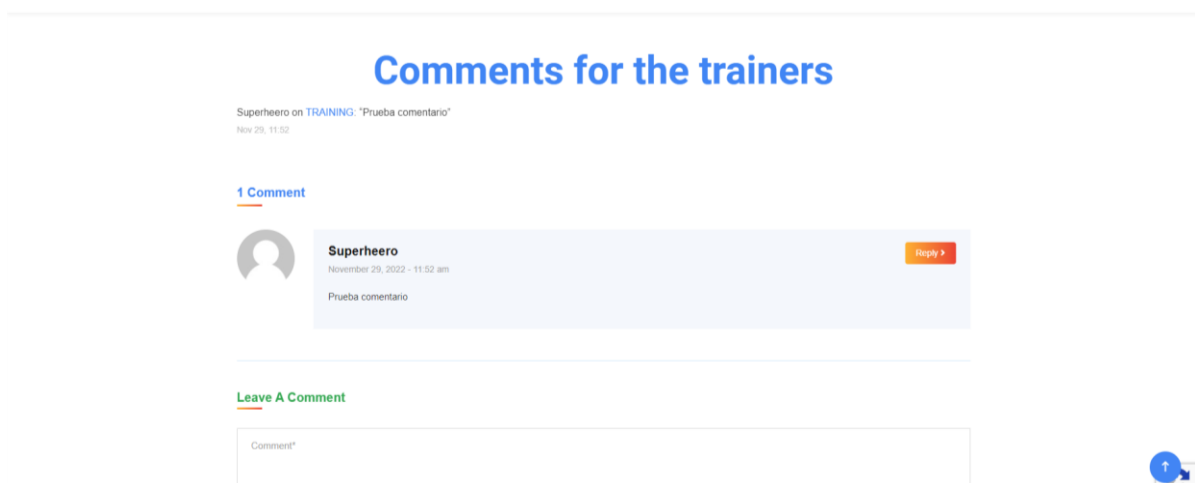 Comments for the trainers
Superheero on TRAINING: "Prueba comentario"
Nov 29, 11:52
1 Comment
Superheero
Reply
November 29, 2022 - 11:52 am
Prueba comentario
Leave A Comment
Comment*